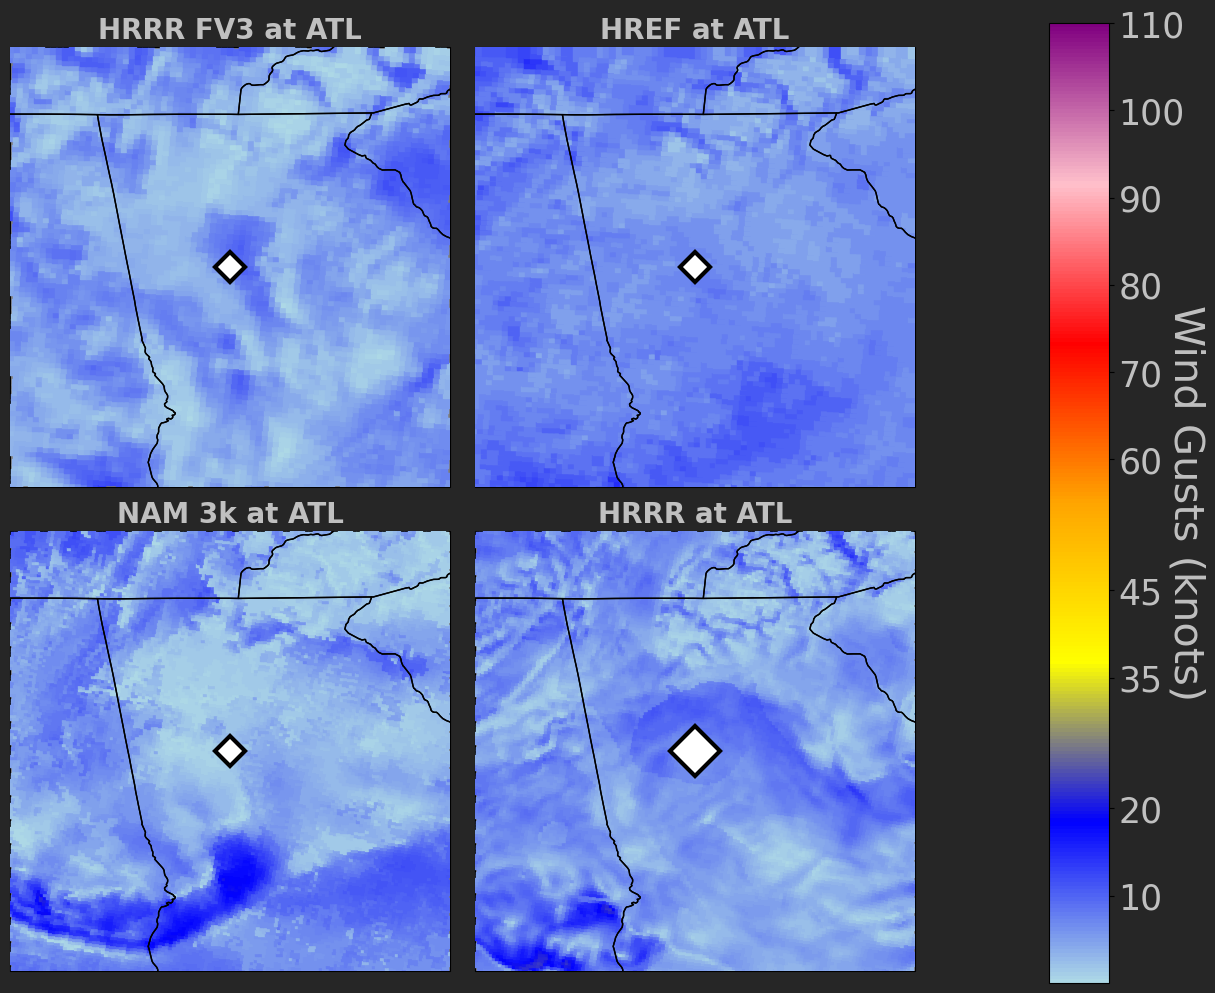 HRRR FV3 at ATL
HREF at ATL
NAM 3k at ATL
HRRR at ATL
110
100
90
80
70
60
45
35
20
10
Wind Gusts (knots)